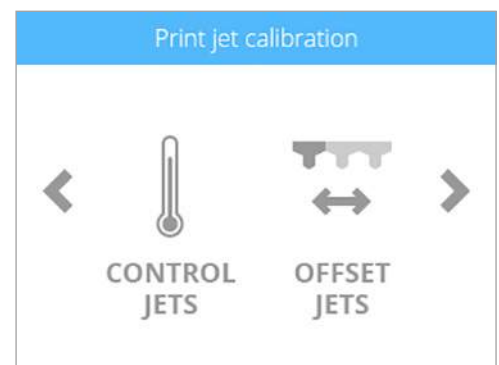 Print jet calibration
CONTROL
JETS
OFFSET
JETS